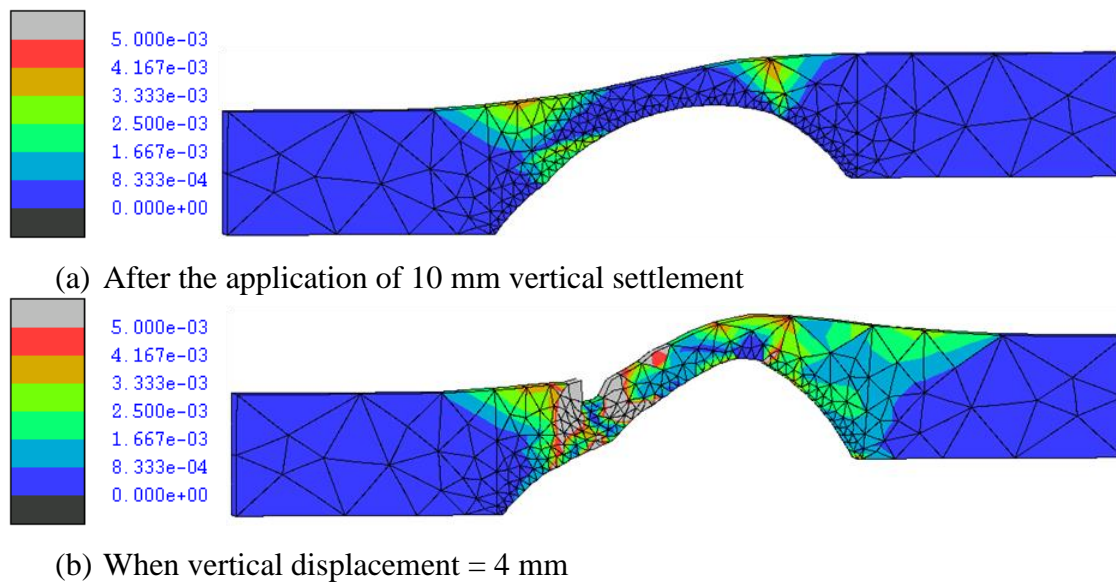 5.000e-03
4.167e-03
3.333e-03
2.500e-03
1.667e-03
8.333e-04
0.000e+00
(a) After the application of 10 mm vertical settlement
5.000e-03
4.167e-03
3.333e-03
2.500e-03
1.667e-03
8.333e-04
0.000e+00
(b) When vertical displacement = 4 mm